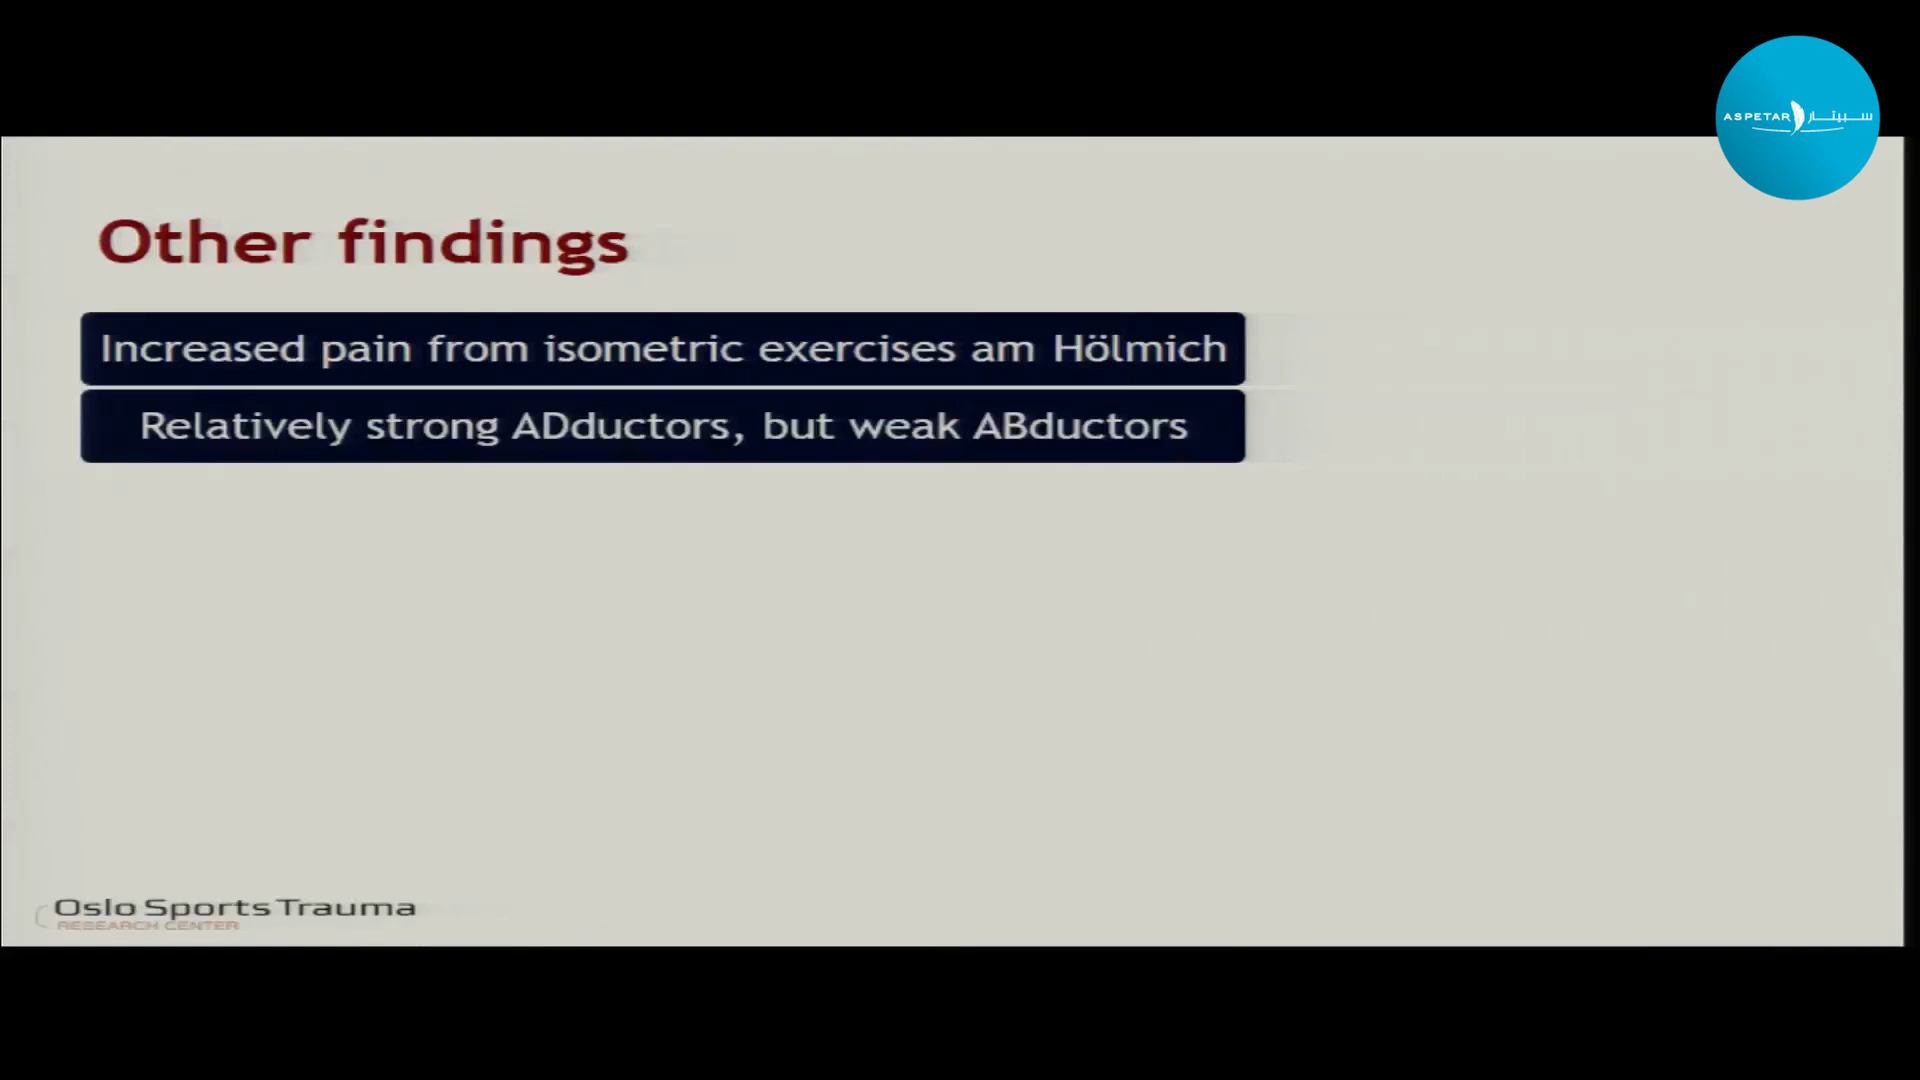 ASPETAR سبيتار
Other findings
Increased pain from isometric exercises am Hölmich
Relatively strong ADductors, but weak ABductors
Oslo Sports Trauma
RESEARCH CENTER